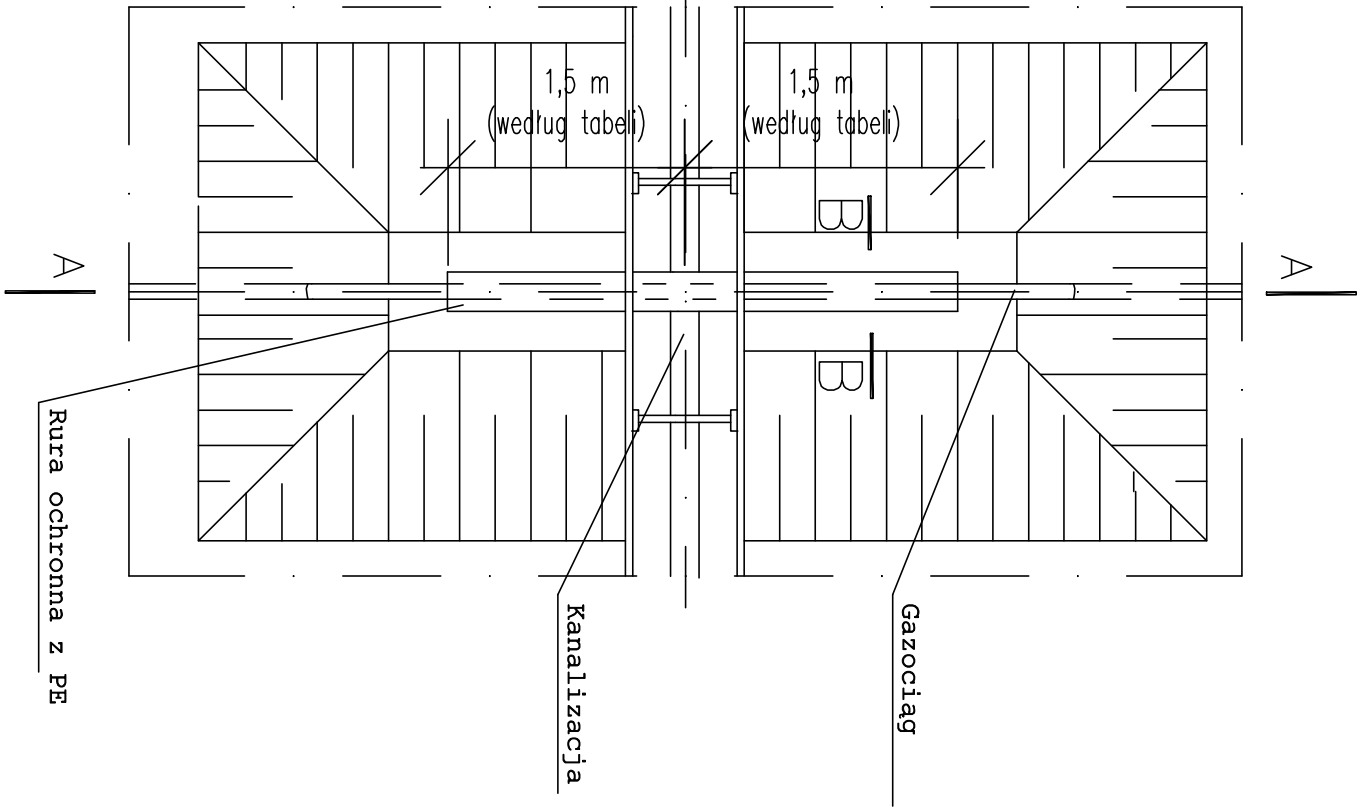 1,5 m
(według tabeli)
1,5 m
(według tabeli)
B
A
A
B
Rura ochronna z PE
Kanalizacja
Gazociąg